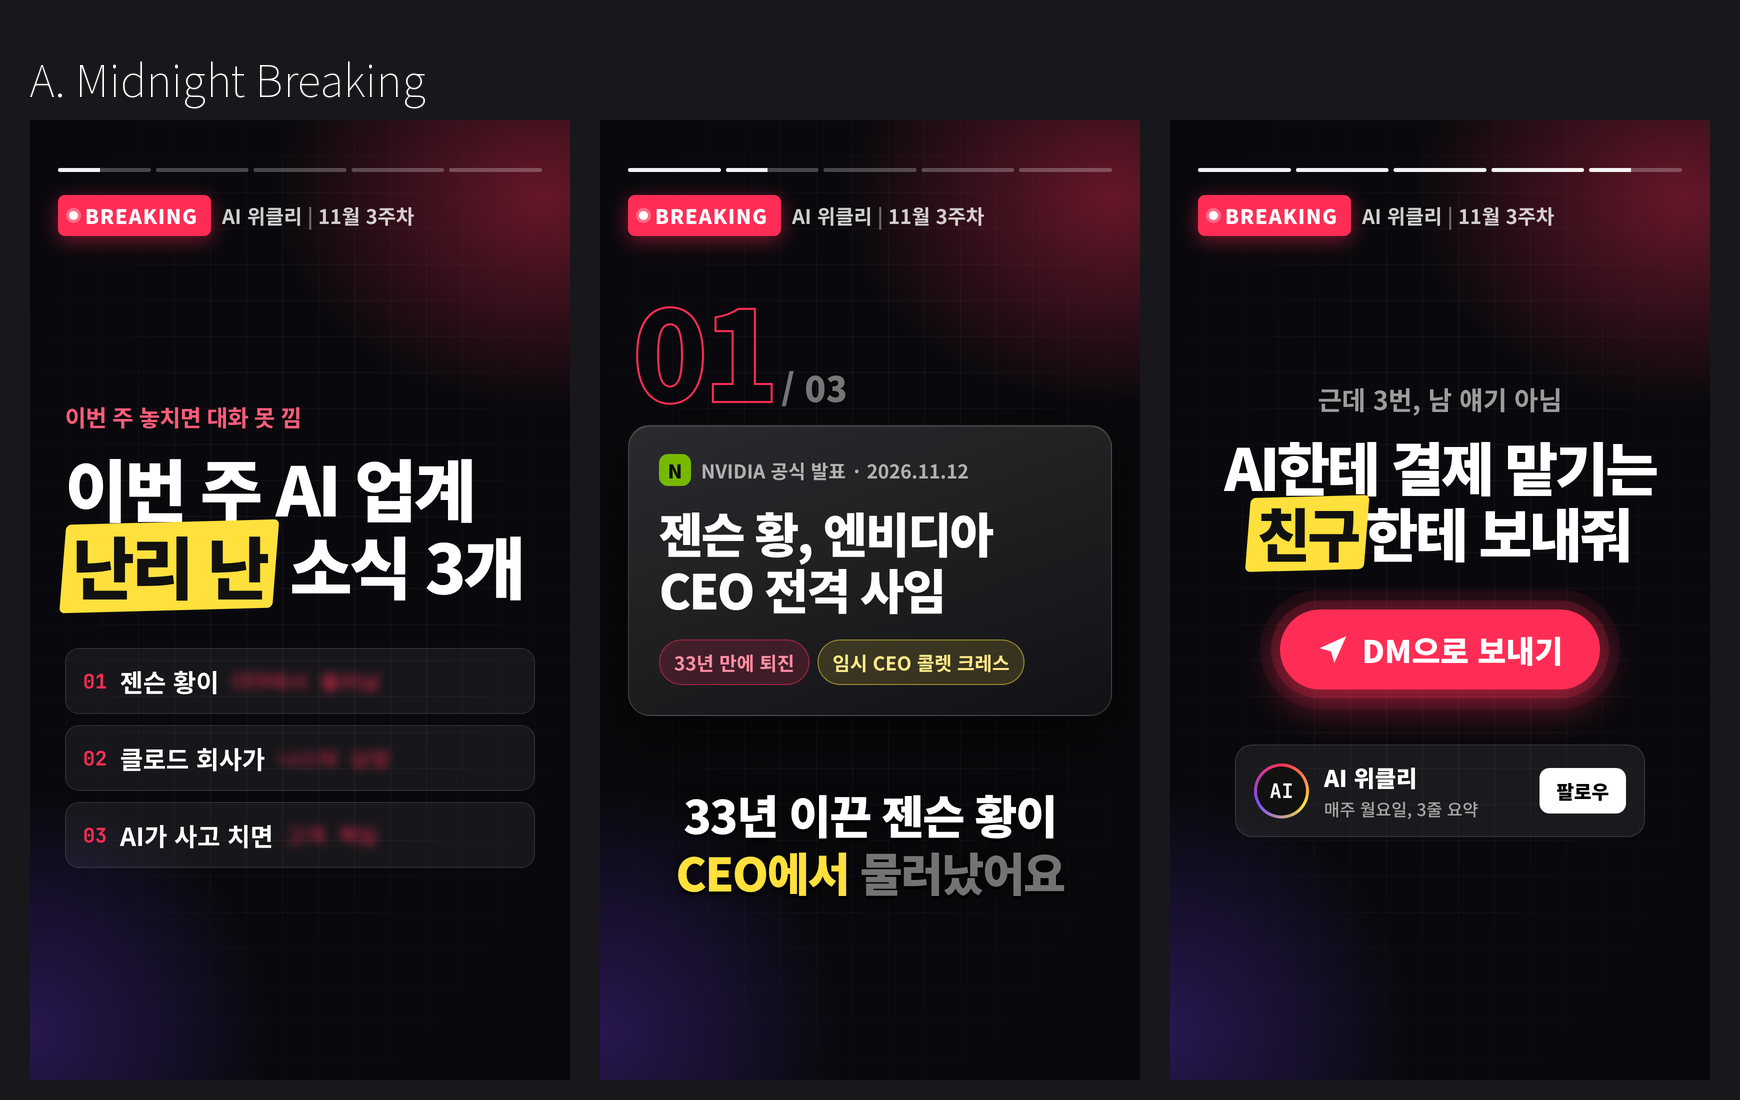 A. Midnight Breaking
BREAKING AI 위클리 | 11월 3주차
이번 주 놓치면 대화 못 낌
이번 주 AI 업계
난리 난 소식 3개
01 젠슨 황이
02 클로드 회사가
03 AI가 사고 치면
BREAKING AI 위클리 | 11월 3주차
01 / 03
N NVIDIA 공식 발표 · 2026.11.12
젠슨 황, 엔비디아
CEO 전격 사임
33년 만에 퇴진 임시 CEO 콜렛 크레스
33년 이끈 젠슨 황이
CEO에서 물러났어요
BREAKING AI 위클리 | 11월 3주차
근데 3번, 남 얘기 아님
AI한테 결제 맡기는
친구한테 보내줘
DM으로 보내기
AI AI 위클리
매주 월요일, 3줄 요약
팔로우